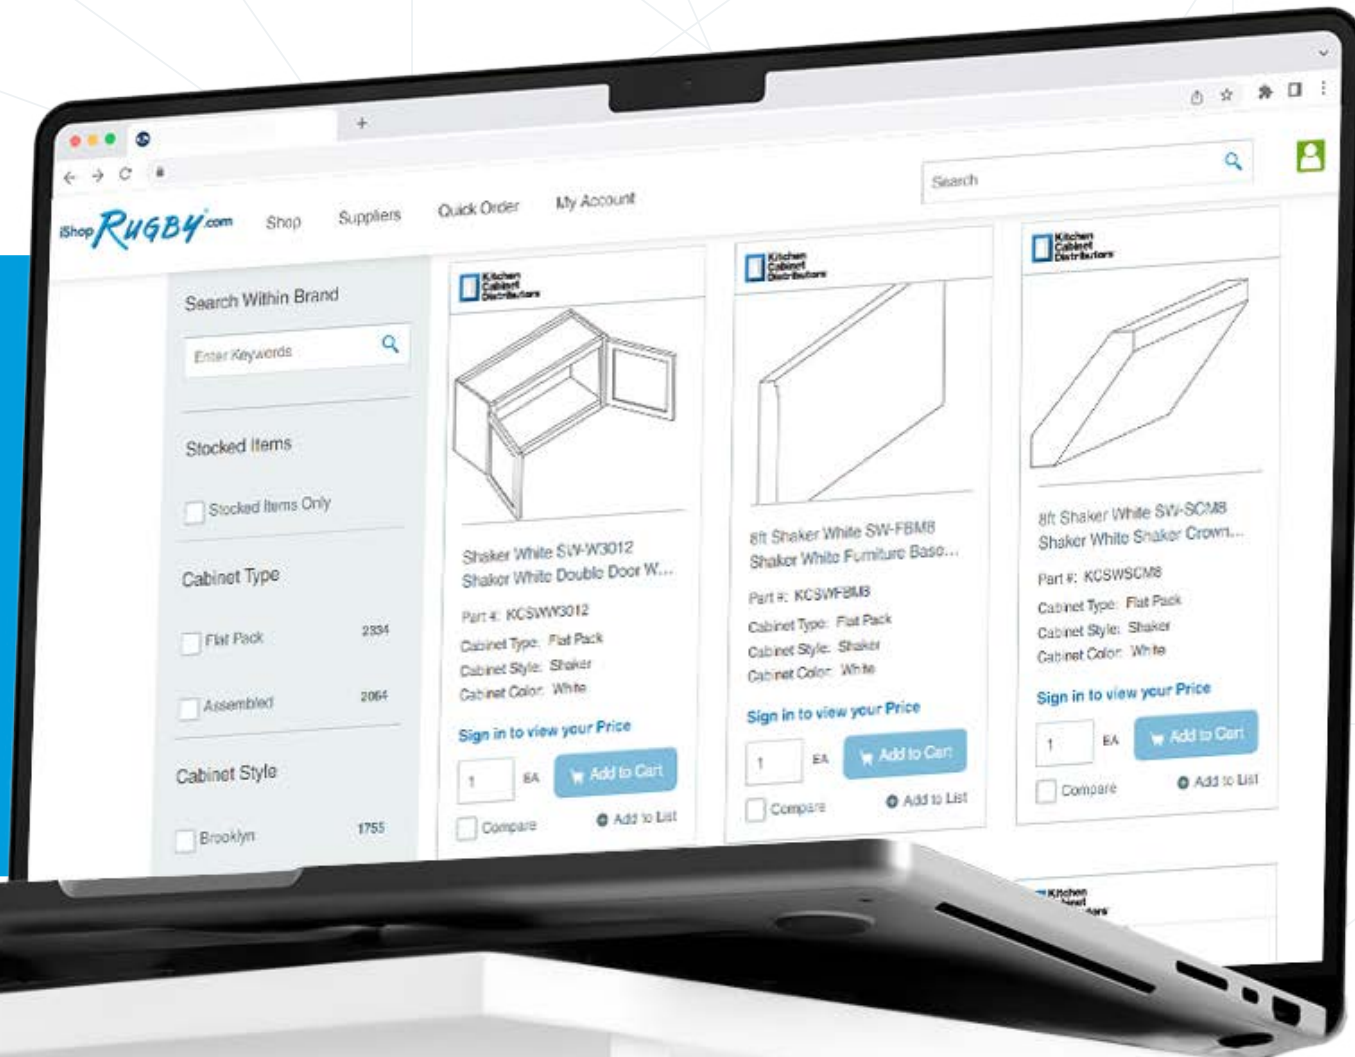 iShop RUGBY.com
Shop
Suppliers
Quick Order
My Account
Search
Search Within Brand
Enter Keywords
Stocked Items
Stocked Items Only
Cabinet Type
Flat Pack 2334
Assembled 2064
Cabinet Style
Brooklyn 1755
Kitchen
Cabinet
Distributors
Shaker White SW-W3012
Shaker White Double Door W...
Part #: KCSWW3012
Cabinet Type: Flat Pack
Cabinet Style: Shaker
Cabinet Color: White
Sign in to view your Price
1 EA Add to Cart
Compare Add to List
Kitchen
Cabinet
Distributors
8ft Shaker White SW-FBM8
Shaker White Furniture Base...
Part #: KCSWFBM8
Cabinet Type: Flat Pack
Cabinet Style: Shaker
Cabinet Color: White
Sign in to view your Price
1 EA Add to Cart
Compare Add to List
Kitchen
Cabinet
Distributors
8ft Shaker White SW-SCM8
Shaker White Shaker Crown...
Part #: KCSWSCM8
Cabinet Type: Flat Pack
Cabinet Style: Shaker
Cabinet Color: White
Sign in to view your Price
1 EA Add to Cart
Compare Add to List
Kitchen